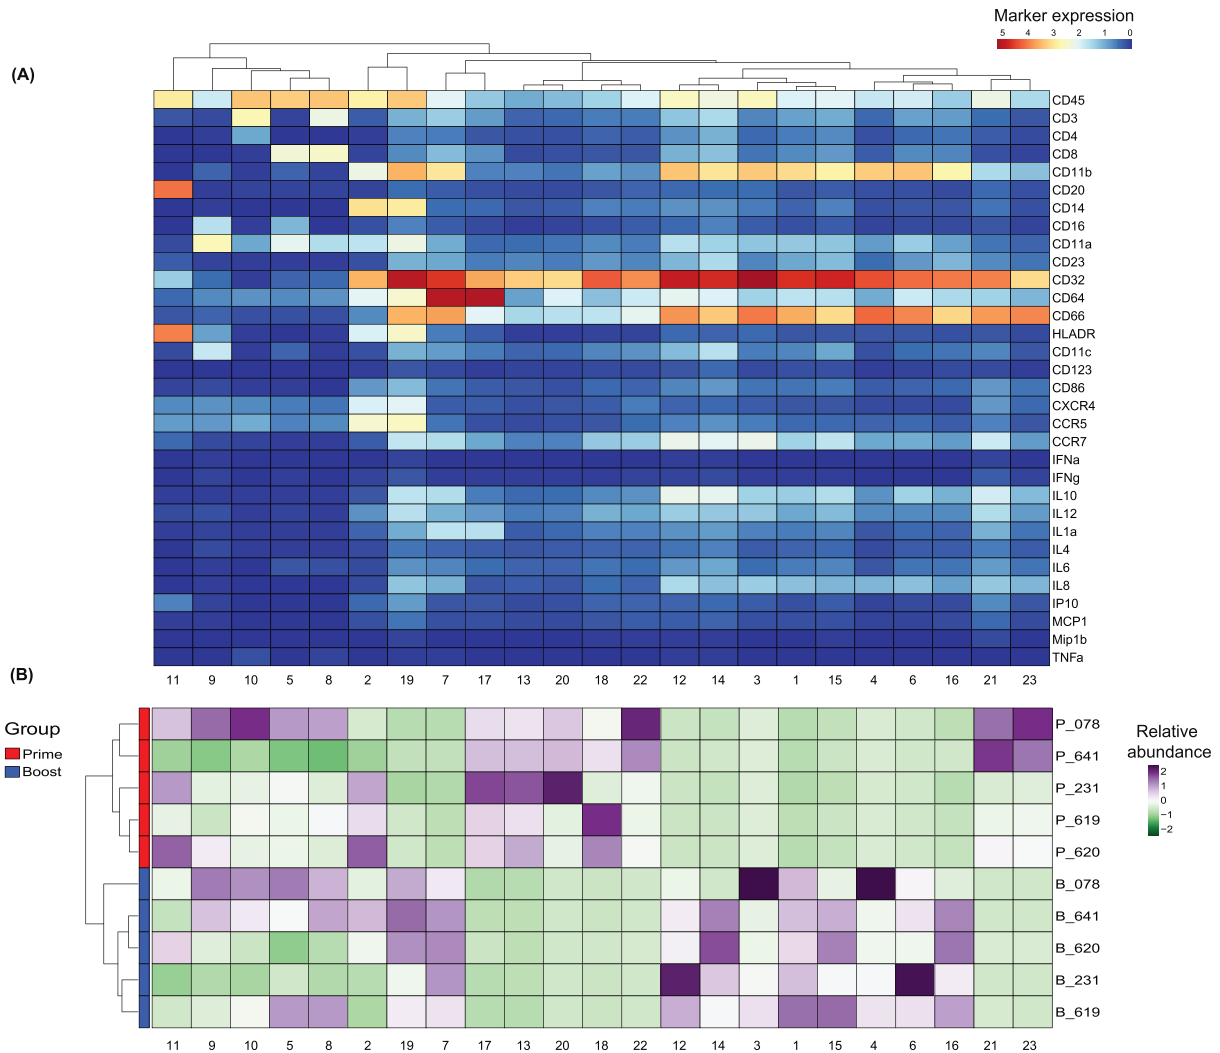 Marker expression
5 4 3 2 1 0
(A)
CD45
CD3
CD4
CD8
CD11b
CD20
CD14
CD16
CD11a
CD23
CD32
CD64
CD66
HLADR
CD11c
CD123
CD86
CXCR4
CCR5
CCR7
IFNa
IFNg
IL10
IL12
IL1a
IL4
IL6
IL8
IP10
MCP1
Mip1b
TNFa
11 9 10 5 8 2 19 7 17 13 20 18 22 12 14 3 1 15 4 6 16 21 23
(B)
Group
Prime
Boost
P_078
P_641
P_231
P_619
P_620
B_078
B_641
B_620
B_231
B_619
Relative
abundance
2
1
0
−1
−2
11 9 10 5 8 2 19 7 17 13 20 18 22 12 14 3 1 15 4 6 16 21 23